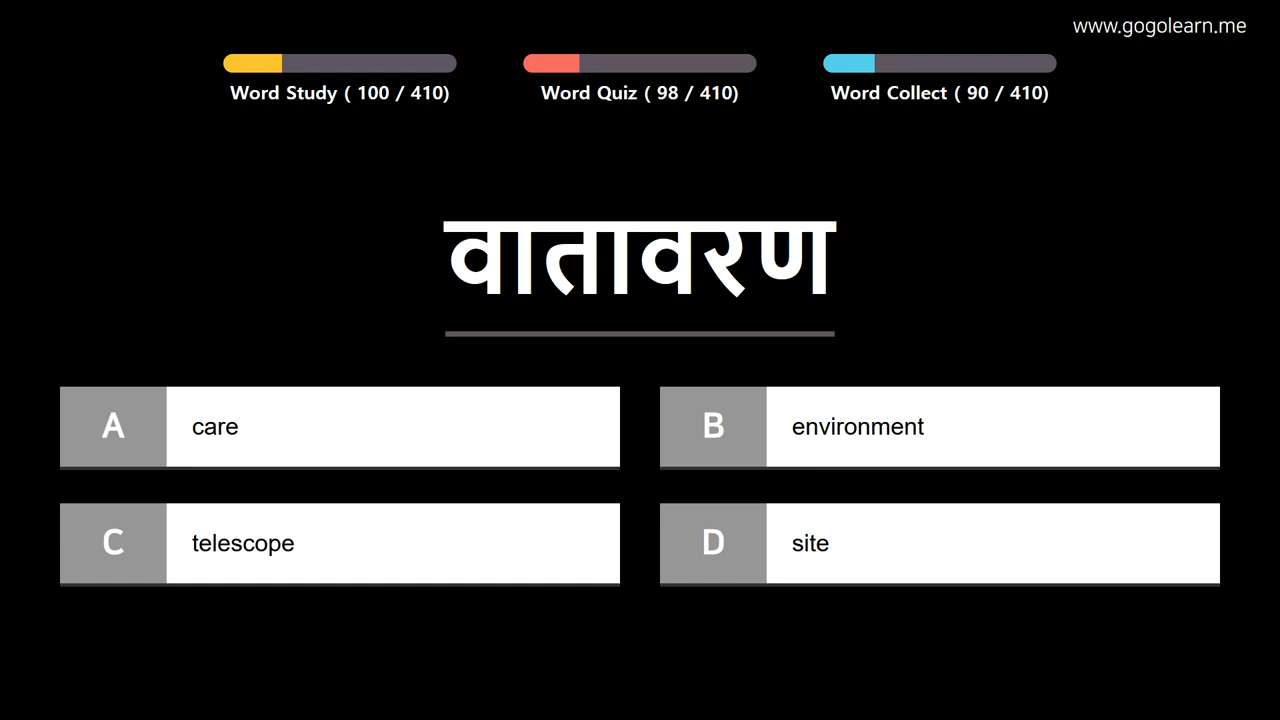 www.gogolearn.me
Word Study ( 100 / 410)
Word Quiz ( 98 / 410)
Word Collect ( 90 / 410)
वातावरण
A care
B environment
C telescope
D site